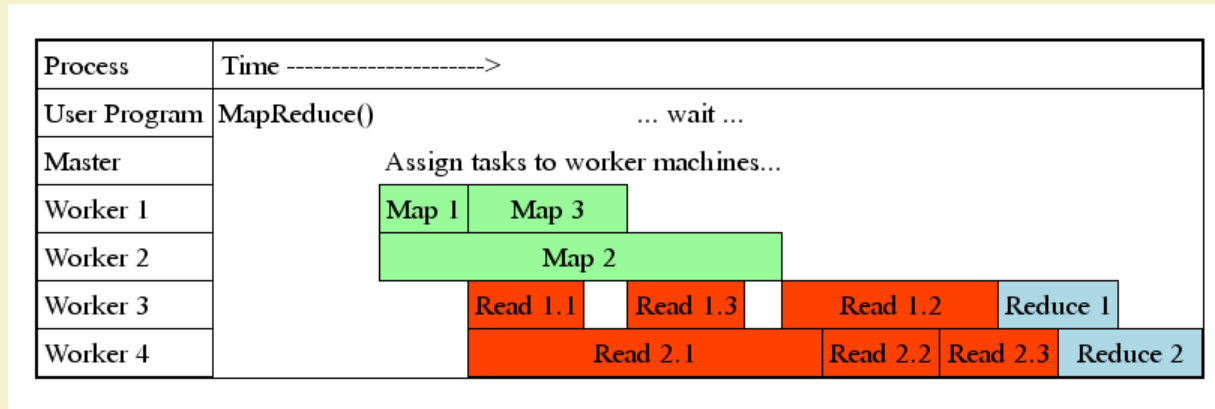 Process Time ---------------------->
User Program MapReduce() ... wait ...
Master Assign tasks to worker machines...
Worker 1 Map 1 Map 3
Worker 2 Map 2
Worker 3 Read 1.1 Read 1.3 Read 1.2 Reduce 1
Worker 4 Read 2.1 Read 2.2 Read 2.3 Reduce 2